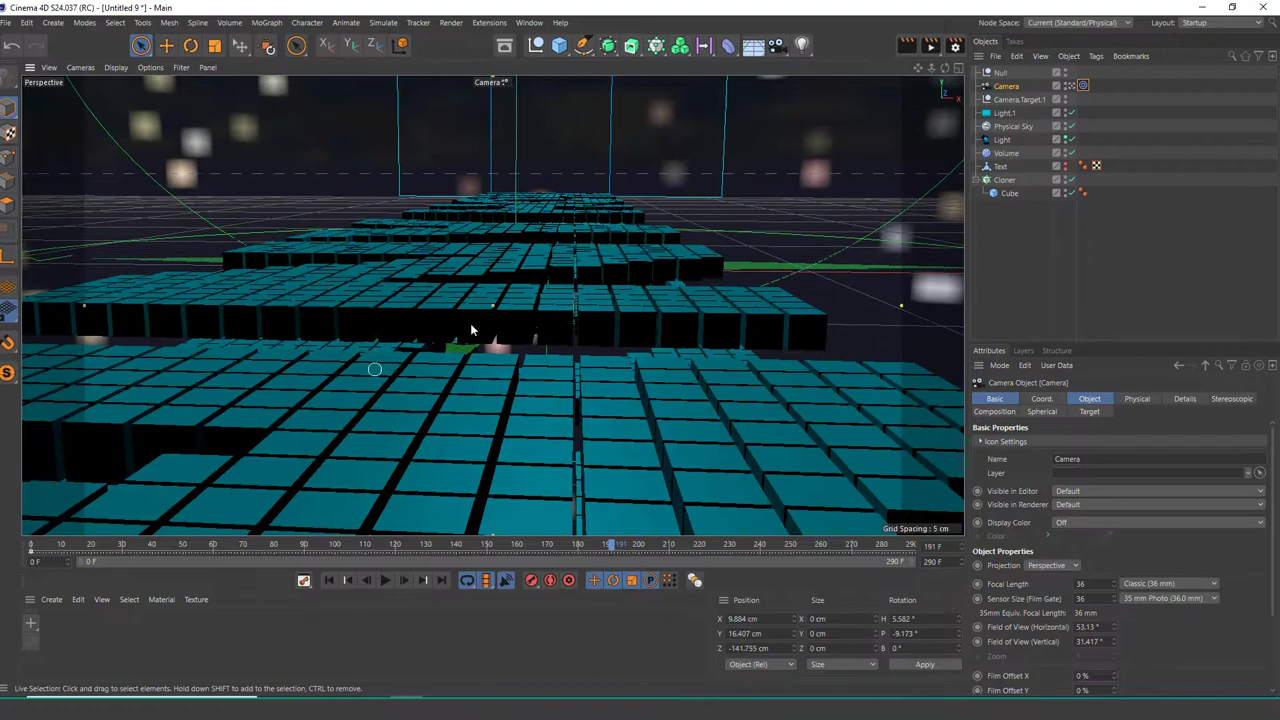 Cinema 4D S24.037 (RC) - [Untitled 9 *] - Main
File Edit Create Modes Select Tools Mesh Spline Volume MoGraph Character Animate Simulate Tracker Render Extensions Window Help
Node Space: Current (Standard/Physical) Layout: Startup
View Cameras Display Options Filter Panel
Perspective
Camera
Y
Z
X
X Y Z
Grid Spacing : 5 cm
0 10 20 30 40 50 60 70 80 90 100 110 120 130 140 150 160 170 180 191 200 210 220 230 240 250 260 270 280 290
191 F
0 F 0 F 290 F 290 F
Create Edit View Select Material Texture
Position Size Rotation
X 9.884 cm X 0 cm H 5.582 °
Y 16.407 cm Y 0 cm P -9.173 °
Z -141.755 cm Z 0 cm B 0 °
Object (Rel) Size Apply
Live Selection: Click and drag to select elements. Hold down SHIFT to add to the selection, CTRL to remove.
Objects Takes
File Edit View Object Tags Bookmarks
Null
Camera
Camera.Target.1
Light.1
Physical Sky
Light
Volume
Text
Cloner
Cube
Attributes Layers Structure
Mode Edit User Data
Camera Object [Camera]
Basic Coord. Object Physical Details Stereoscopic
Composition Spherical Target
Basic Properties
Icon Settings
Name Camera
Layer
Visible in Editor Default
Visible in Renderer Default
Display Color Off
Color
Object Properties
Projection Perspective
Focal Length 36 Classic (36 mm)
Sensor Size (Film Gate) 36 35 mm Photo (36.0 mm)
35mm Equiv. Focal Length: 36 mm
Field of View (Horizontal) 53.13 °
Field of View (Vertical) 31.417 °
Zoom
Film Offset X 0 %
Film Offset Y 0 %